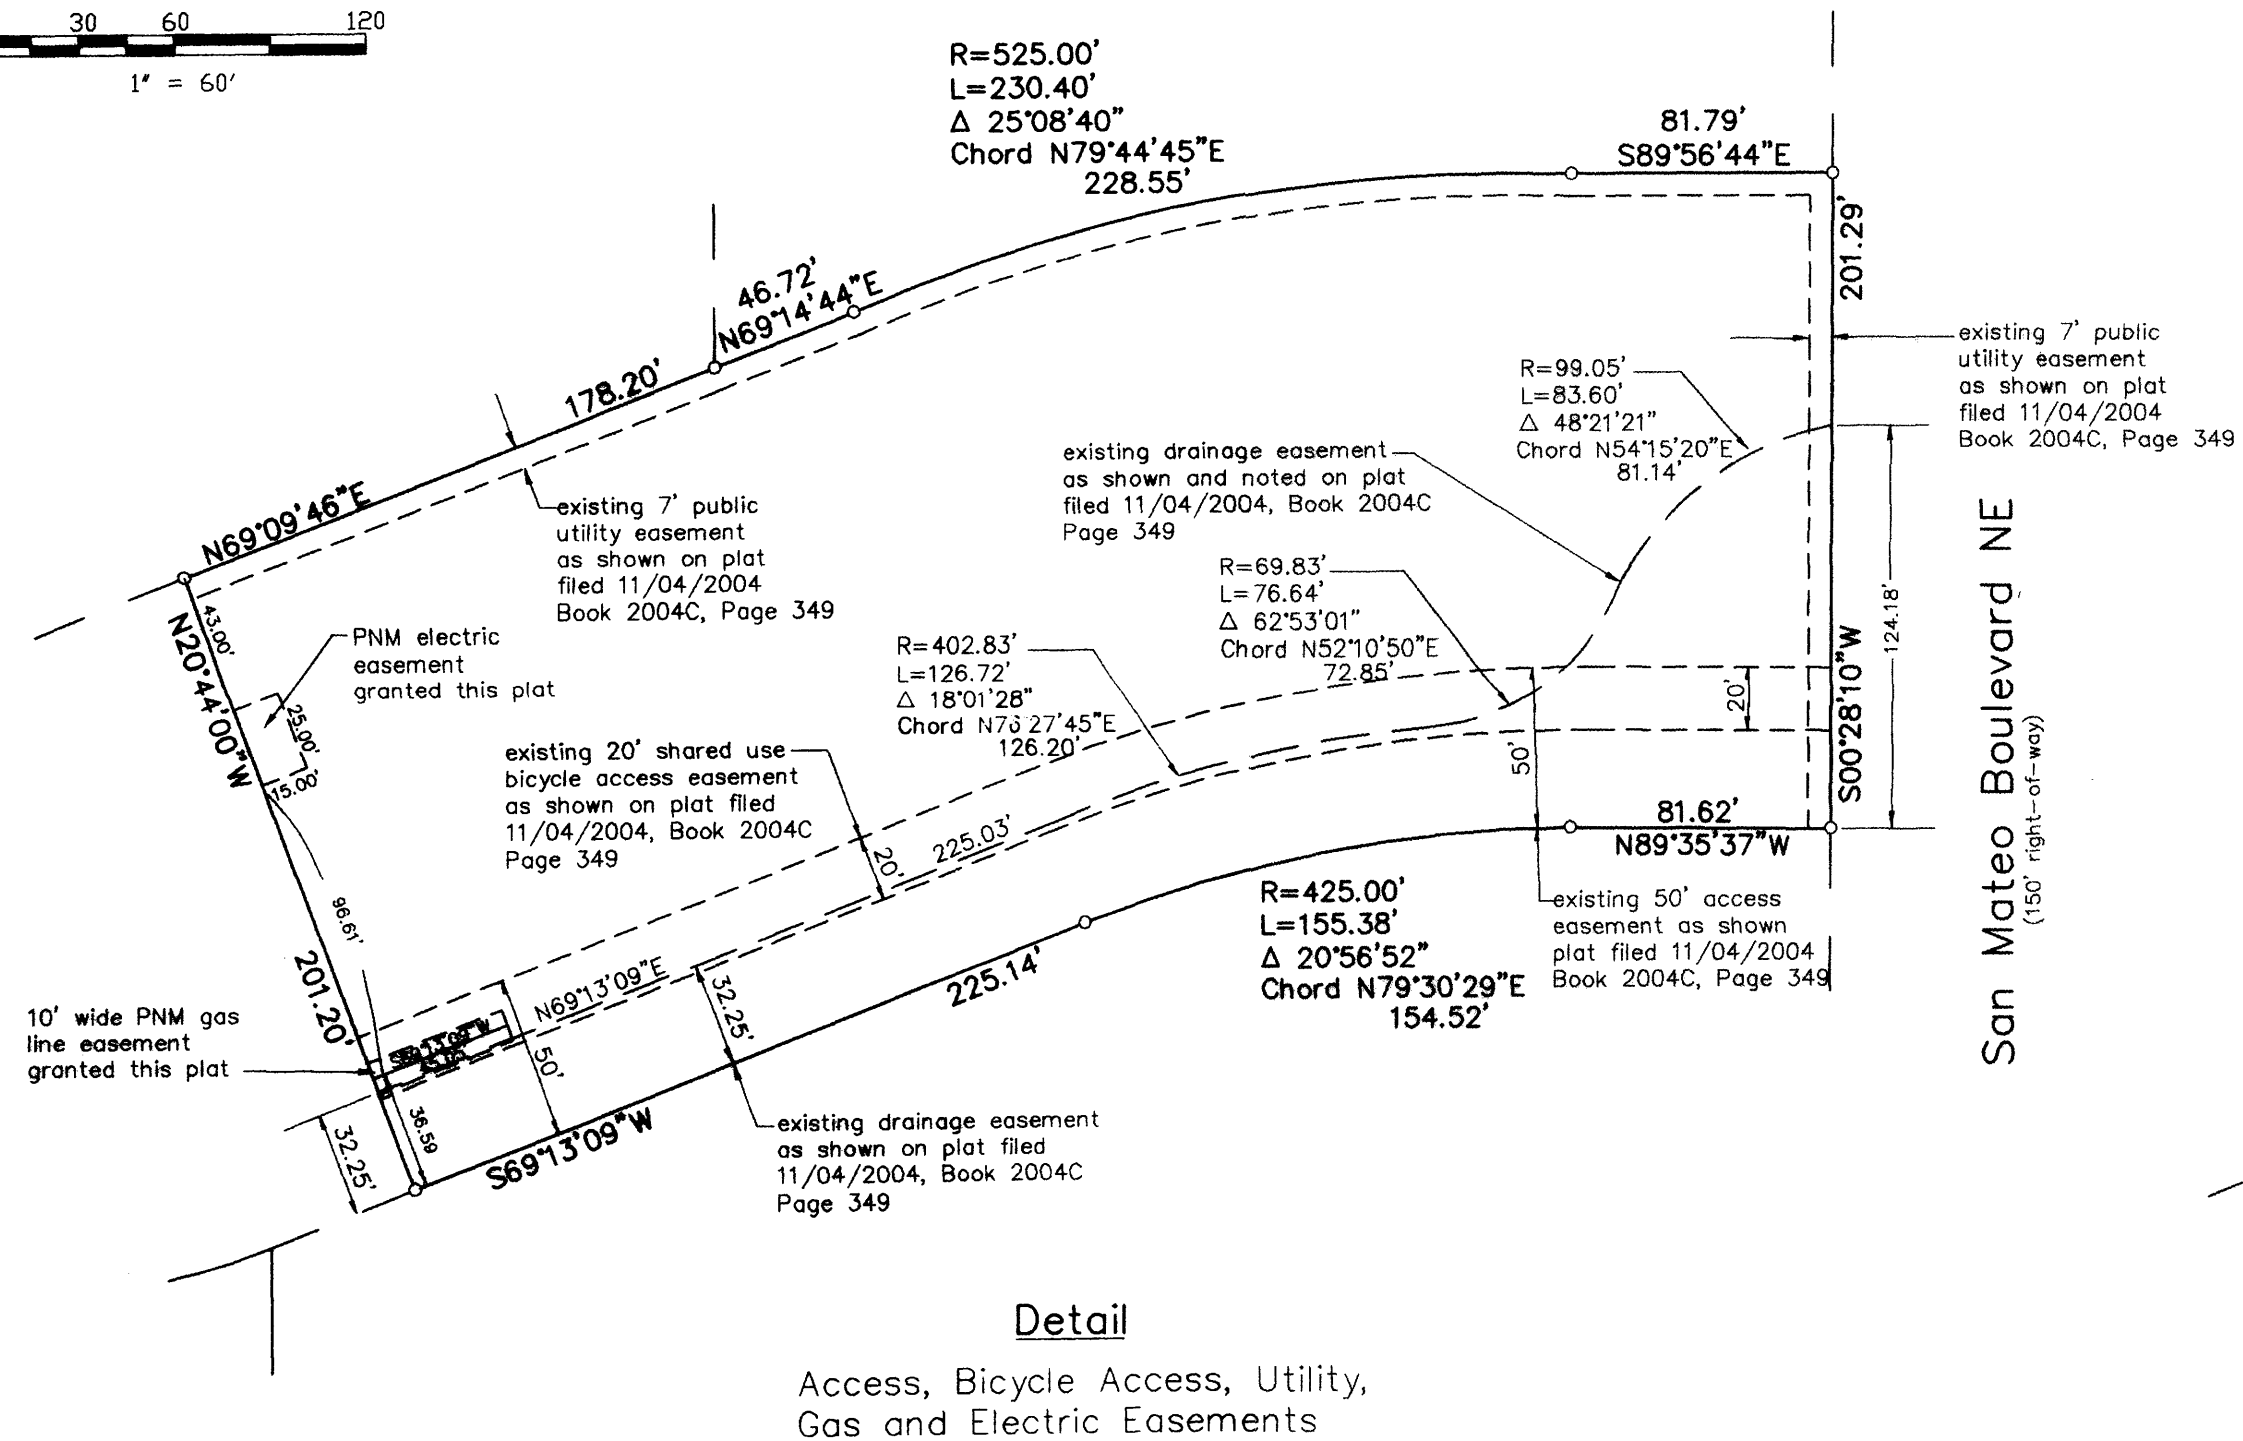 30 60 120
1" = 60'
R=525.00'
L=230.40'
Δ 25°08'40"
Chord N79°44'45"E
228.55'
81.79'
S89°56'44"E
201.29'
46.72'
N69°14'44"E
178.20'
N69°09'46"E
existing 7' public
utility easement
as shown on plat
filed 11/04/2004
Book 2004C, Page 349
R=99.05'
L=83.60'
Δ 48°21'21"
Chord N54°15'20"E
81.14'
existing drainage easement
as shown and noted on plat
filed 11/04/2004, Book 2004C
Page 349
existing 7' public
utility easement
as shown on plat
filed 11/04/2004
Book 2004C, Page 349
R=69.83'
L=76.64'
Δ 62°53'01"
Chord N52°10'50"E
72.85'
43.00'
N20°44'00"W
PNM electric
easement
granted this plat
25.00'
15.00'
R=402.83'
L=126.72'
Δ 18°01'28"
Chord N76 27'45"E
126.20'
124.18'
San Mateo Boulevard NE
(150' right-of-way)
S00°28'10"W
20'
50'
existing 20' shared use
bicycle access easement
as shown on plat filed
11/04/2004, Book 2004C
Page 349
20'
225.03'
81.62'
N89°35'37"W
R=425.00'
L=155.38'
Δ 20°56'52"
Chord N79°30'29"E
154.52'
existing 50' access
easement as shown
plat filed 11/04/2004
Book 2004C, Page 349
96.61'
201.20'
N69°13'09"E
32.25'
225.14'
10' wide PNM gas
line easement
granted this plat
S69°13'09"W
50'
36.59
32.25'
S69°13'09"W
existing drainage easement
as shown on plat filed
11/04/2004, Book 2004C
Page 349
Detail
Access, Bicycle Access, Utility,
Gas and Electric Easements